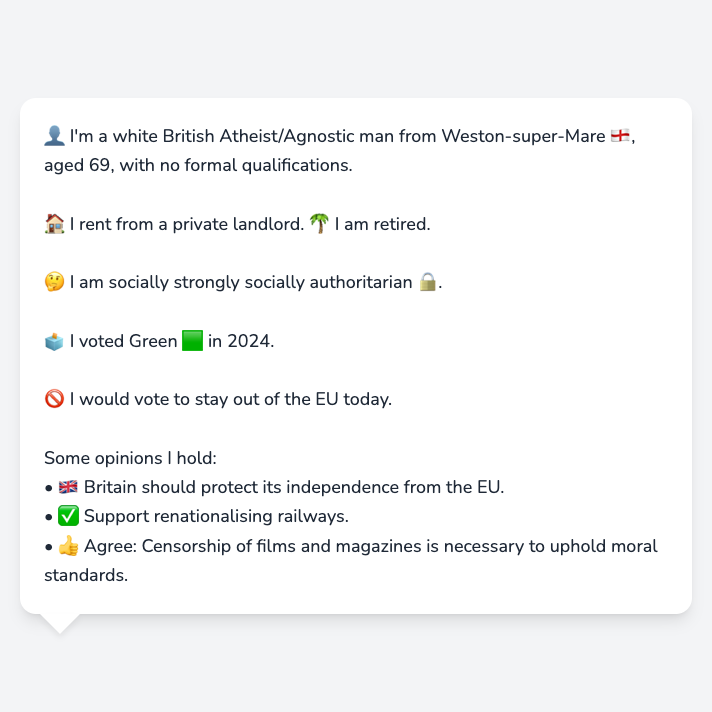 👤 I'm a white British Atheist/Agnostic man from Weston-super-Mare 🏴󠁧󠁢󠁥󠁮󠁧󠁿,
aged 69, with no formal qualifications.
🏠 I rent from a private landlord. 🌴 I am retired.
🤔 I am socially strongly socially authoritarian 🔒.
🗳️ I voted Green 🟩 in 2024.
🚫 I would vote to stay out of the EU today.
Some opinions I hold:
• 🇬🇧 Britain should protect its independence from the EU.
• ✅ Support renationalising railways.
• 👍 Agree: Censorship of films and magazines is necessary to uphold moral
standards.